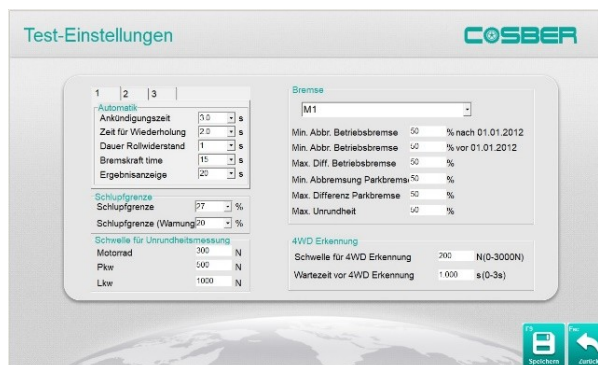 Test-Einstellungen
COSBER
1 2 3
Automatik
Ankündigungszeit 3.0 s
Zeit für Wiederholung 2.0 s
Dauer Rollwiderstand 1 s
Bremskraft time 15 s
Ergebnisanzeige 20 s
Schlupfgrenze
Schlupfgrenze 27 %
Schlupfgrenze (Warnung 20 %
Schwelle für Unrundheitsmessung
Motorrad 300 N
Pkw 500 N
Lkw 1000 N
Bremse
M1
Min. Abbr. Betriebsbremse 50 % nach 01.01.2012
Min. Abbr. Betriebsbremse 50 % vor 01.01.2012
Max. Diff. Betriebsbremse 50 %
Min. Abbremsung Parkbrems 50 %
Max. Differenz Parkbremse 50 %
Max. Unrundheit 50 %
4WD Erkennung
Schwelle für 4WD Erkennung 200 N(0-3000N)
Wartezeit vor 4WD Erkennung 1.000 s(0-3s)
F9 Esc
Speichern Zurück